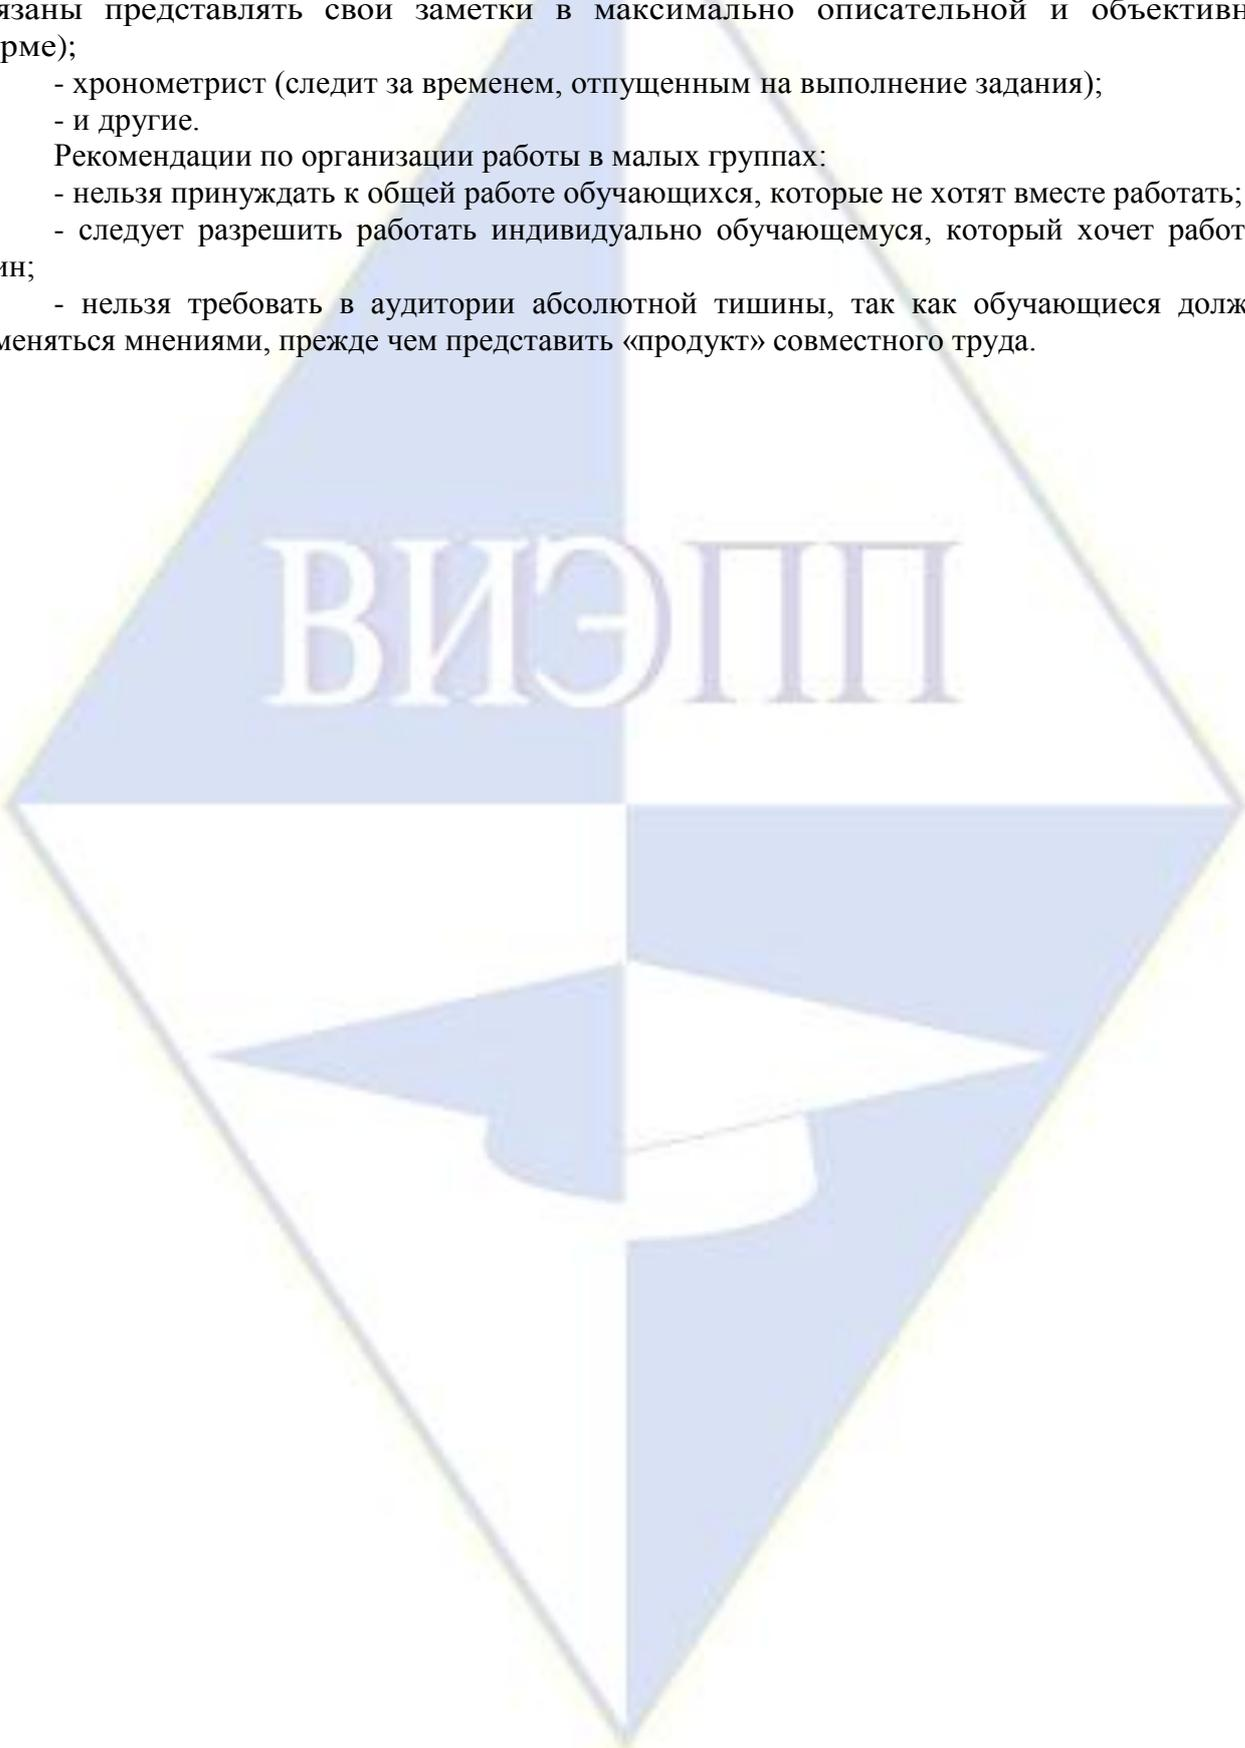 язаны представлять свои заметки в максимально описательной и объективн
рме);
- хронометрист (следит за временем, отпущенным на выполнение задания);
- и другие.
Рекомендации по организации работы в малых группах:
- нельзя принуждать к общей работе обучающихся, которые не хотят вместе работать;
- следует разрешить работать индивидуально обучающемуся, который хочет работ
ин;
- нельзя требовать в аудитории абсолютной тишины, так как обучающиеся долж
меняться мнениями, прежде чем представить «продукт» совместного труда.
ВИЭПП